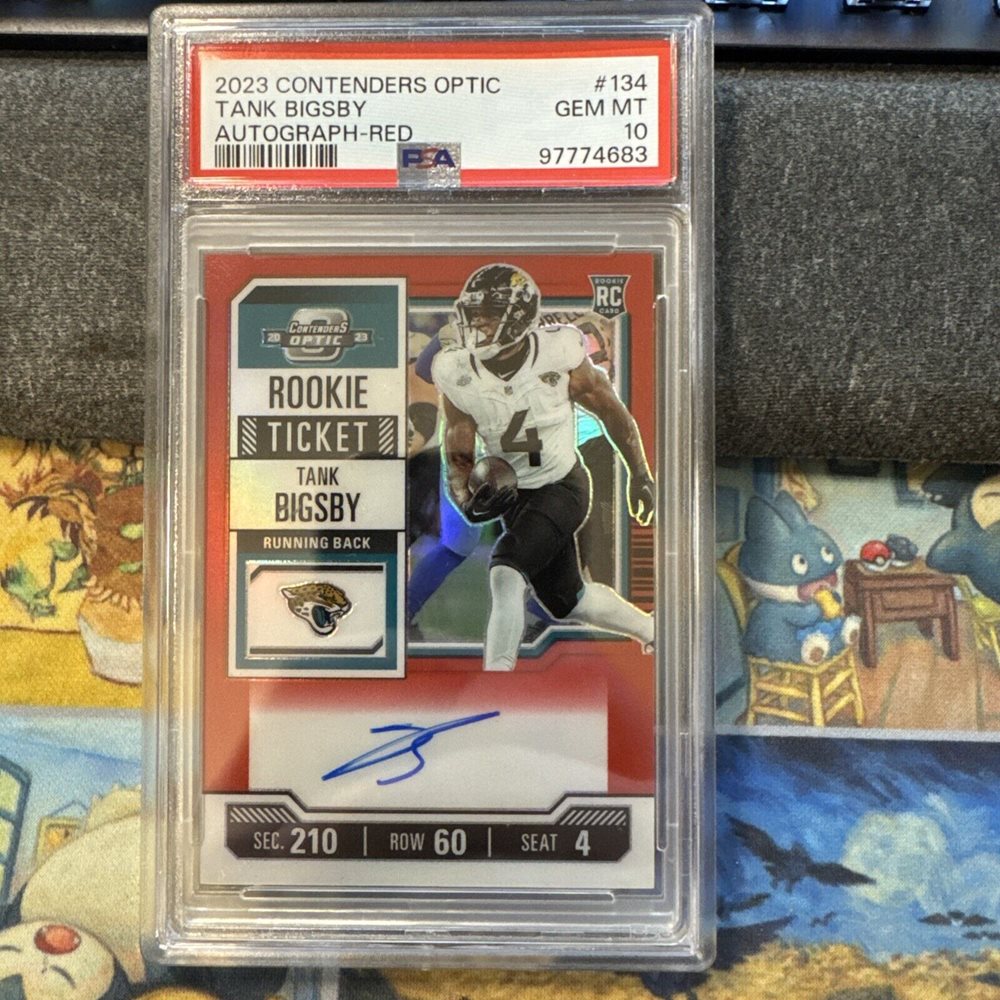 2023 CONTENDERS OPTIC #134
TANK BIGSBY GEM MT
AUTOGRAPH-RED 10
PSA 97774683
ROOKIE
RC
CARD
CONTENDERS
20 OPTIC 23
ROOKIE
TICKET
TANK
BIGSBY
RUNNING BACK
4
SEC. 210 | ROW 60 | SEAT 4